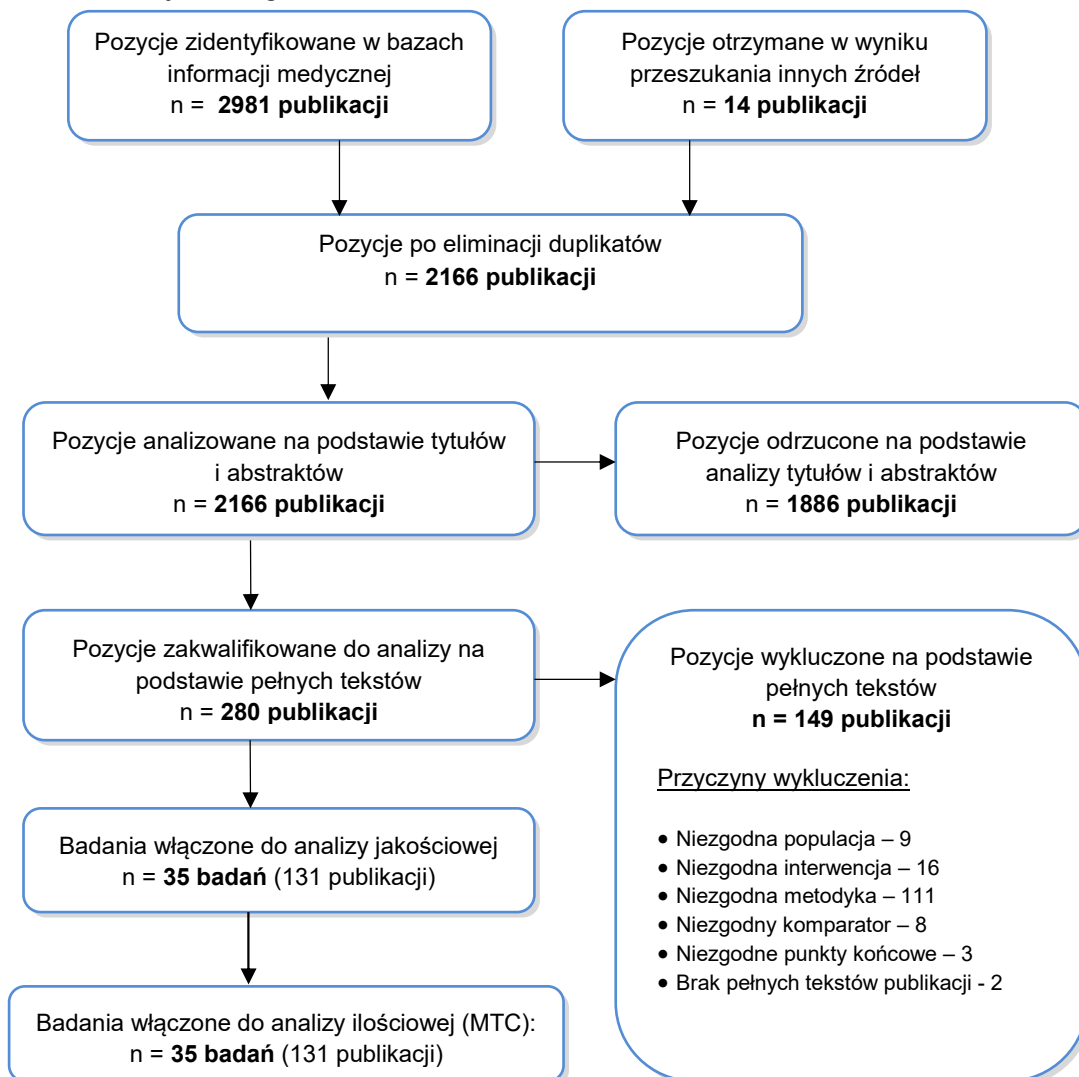 Pozycje zidentyfikowane w bazach
informacji medycznej
n = 2981 publikacji
Pozycje otrzymane w wyniku
przeszukania innych źródeł
n = 14 publikacji
Pozycje po eliminacji duplikatów
n = 2166 publikacji
Pozycje analizowane na podstawie tytułów
i abstraktów
n = 2166 publikacji
Pozycje odrzucone na podstawie
analizy tytułów i abstraktów
n = 1886 publikacji
Pozycje zakwalifikowane do analizy na
podstawie pełnych tekstów
n = 280 publikacji
Pozycje wykluczone na podstawie
pełnych tekstów
n = 149 publikacji
Przyczyny wykluczenia:
• Niezgodna populacja – 9
• Niezgodna interwencja – 16
• Niezgodna metodyka – 111
• Niezgodny komparator – 8
• Niezgodne punkty końcowe – 3
• Brak pełnych tekstów publikacji - 2
Badania włączone do analizy jakościowej
n = 35 badań (131 publikacji)
Badania włączone do analizy ilościowej (MTC):
n = 35 badań (131 publikacji)